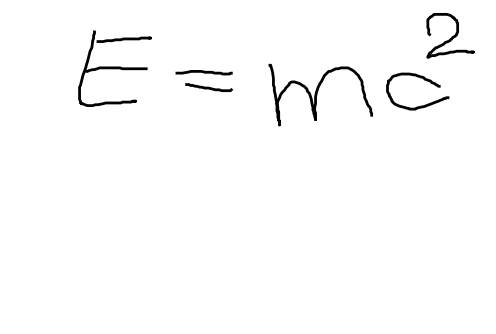 E = mc²